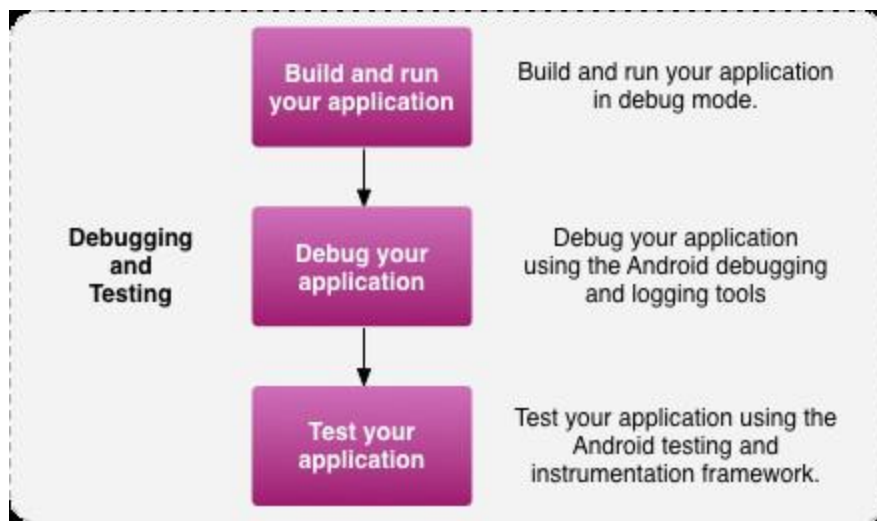 Build and run
your application
Build and run your application
in debug mode.
Debugging
and
Testing
Debug your
application
Debug your application
using the Android debugging
and logging tools
Test your
application
Test your application using the
Android testing and
instrumentation framework.